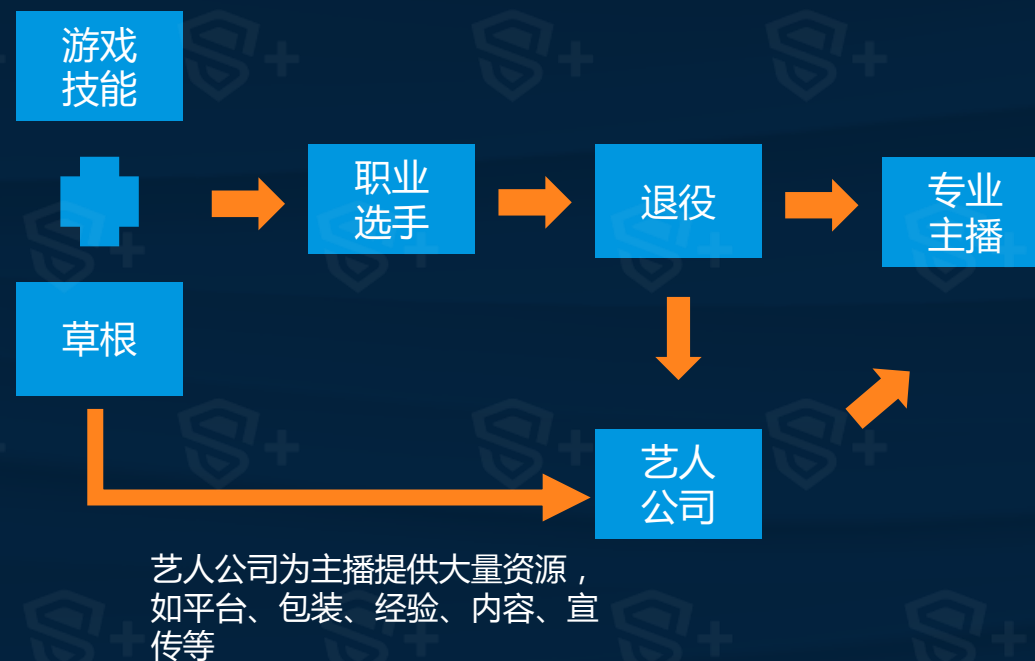 游戏
技能
职业
选手
退役
专业
主播
草根
艺人
公司
艺人公司为主播提供大量资源，
如平台、包装、经验、内容、宣
传等